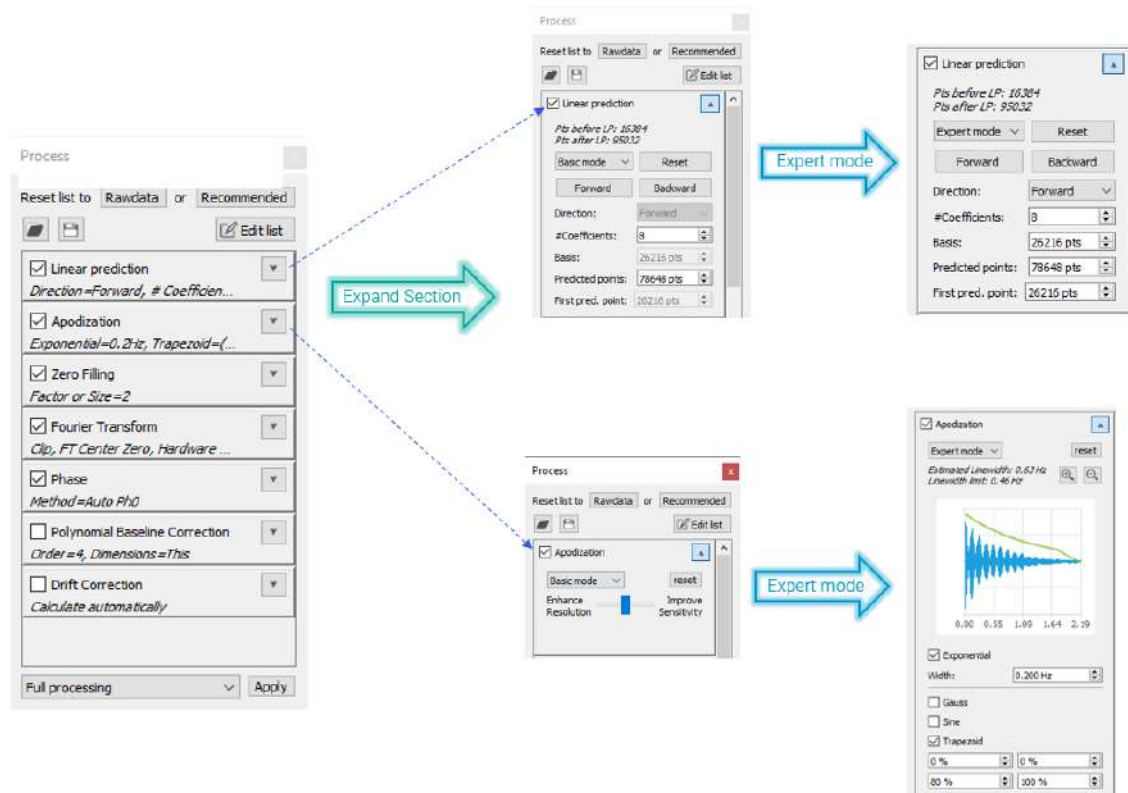 Process
Reset list to Rawdata or Recommended
Edit list
Linear prediction
Direction=Forward, # Coefficien...
Apodization
Exponential=0.2Hz, Trapezoid=(...
Zero Filling
Factor or Size=2
Fourier Transform
Clip, FT Center Zero, Hardware ...
Phase
Method=Auto Ph0
Polynomial Baseline Correction
Order=4, Dimensions=This
Drift Correction
Calculate automatically
Full processing Apply
Expand Section
Process
Reset list to Rawdata or Recommended
Edit list
Linear prediction
Pts before LP: 16384
Pts after LP: 95032
Basic mode Reset
Forward Backward
Direction: Forward
#Coefficients: 8
Basis: 26216 pts
Predicted points: 78648 pts
First pred. point: 26216 pts
Expert mode
Linear prediction
Pts before LP: 16384
Pts after LP: 95032
Expert mode Reset
Forward Backward
Direction: Forward
#Coefficients: 8
Basis: 26216 pts
Predicted points: 78648 pts
First pred. point: 26216 pts
Process
Reset list to Rawdata or Recommended
Edit list
Apodization
Basic mode reset
Enhance Improve
Resolution Sensitivity
Expert mode
Apodization
Expert mode reset
Estimated Linewidth: 0.63 Hz
Linewidth limit: 0.46 Hz
0.00 0.55 1.09 1.64 2.19
Exponential
Width: 0.200 Hz
Gauss
Sine
Trapezoid
0 % 0 %
80 % 100 %